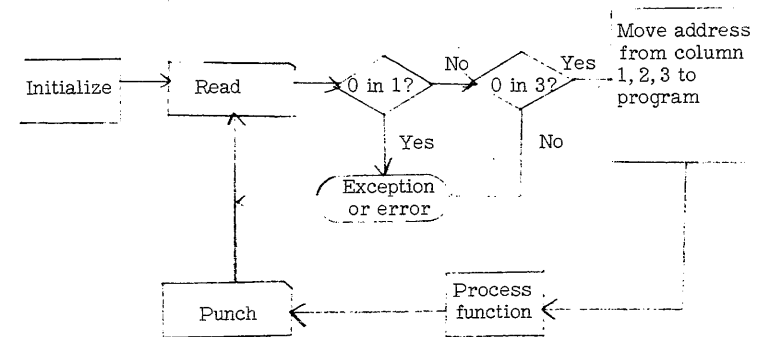 Initialize
Read
0 in 1?
No
0 in 3?
Yes
Move address
from column
1, 2, 3 to
program
Yes
No
Exception
or error
Process
function
Punch